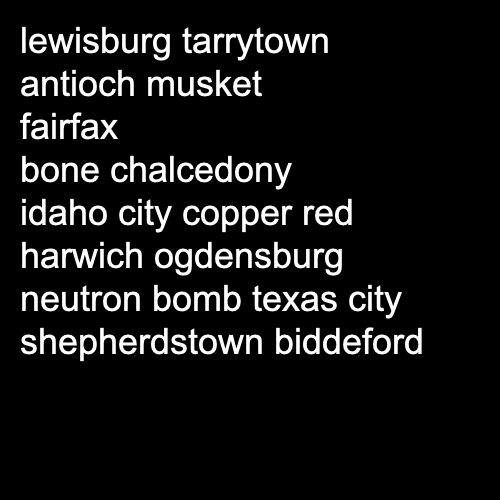 lewisburg tarrytown
antioch musket
fairfax
bone chalcedony
idaho city copper red
harwich ogdensburg
neutron bomb texas city
shepherdstown biddeford